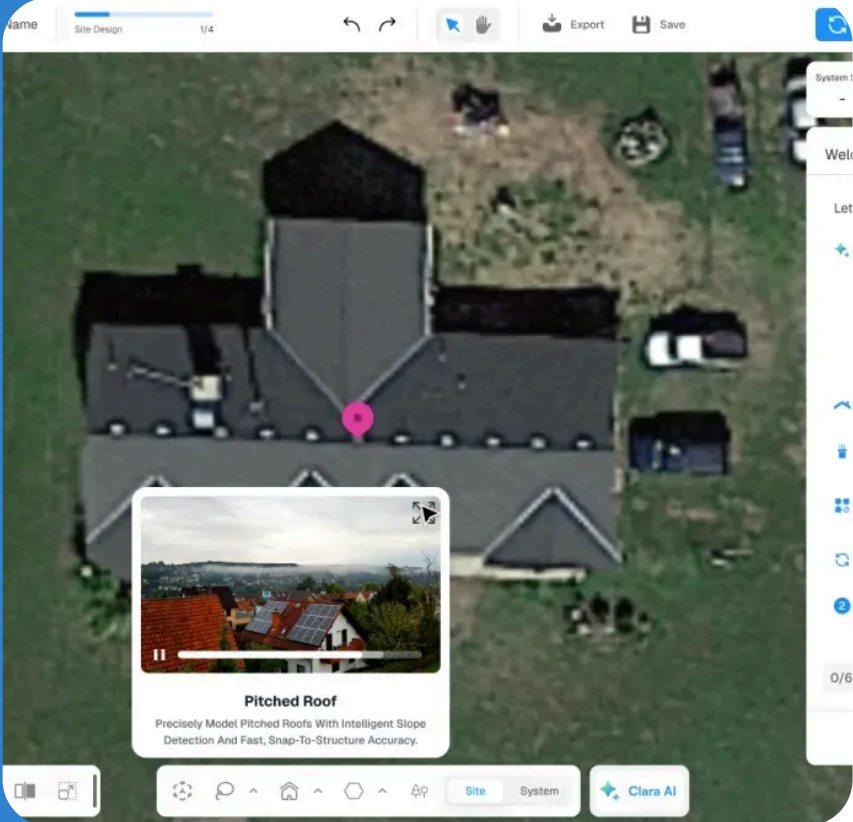 Name
Site Design 1/4
Export
Save
System S
-
Welc
Let
2
0/6
Pitched Roof
Precisely Model Pitched Roofs With Intelligent Slope
Detection And Fast, Snap-To-Structure Accuracy.
Site
System
Clara AI